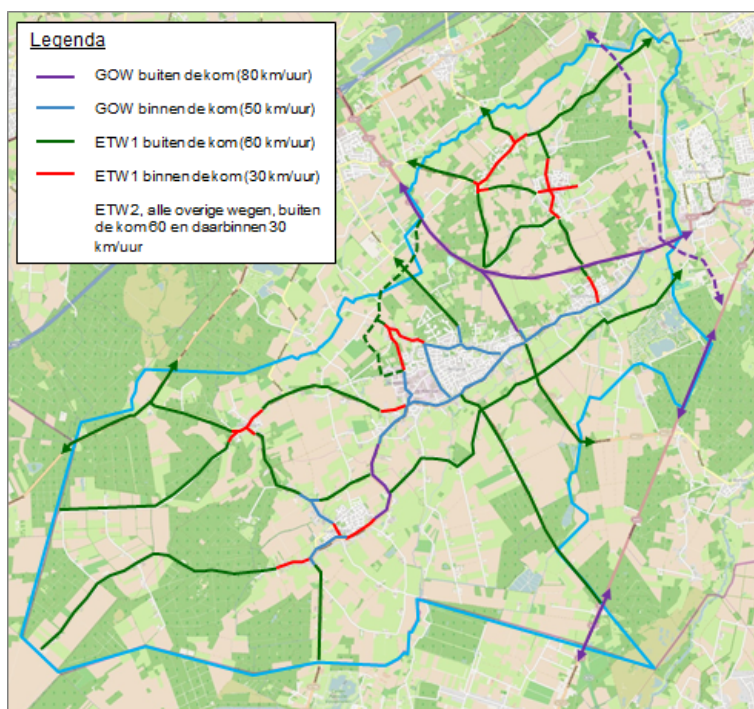 Legenda
GOW buiten de kom (80 km/uur)
GOW binnen de kom (50 km/uur)
ETW1 buiten de kom (60 km/uur)
ETW1 binnen de kom (30 km/uur)
ETW2, alle overige wegen, buiten
de kom 60 en daarbinnen 30
km/uur